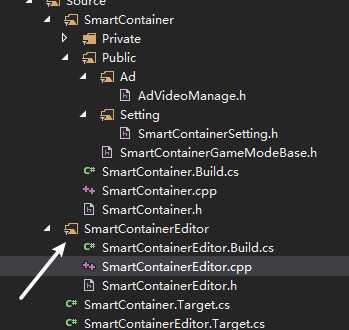 Source
SmartContainer
Private
Public
Ad
AdVideoManage.h
Setting
SmartContainerSetting.h
SmartContainerGameModeBase.h
C# SmartContainer.Build.cs
++ SmartContainer.cpp
h SmartContainer.h
SmartContainerEditor
C# SmartContainerEditor.Build.cs
++ SmartContainerEditor.cpp
h SmartContainerEditor.h
C# SmartContainer.Target.cs
C# SmartContainerEditor.Target.cs